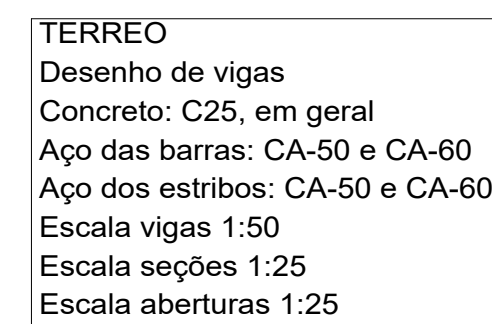 TERREO
Desenho de vigas
Concreto: C25, em geral
Aço das barras: CA-50 e CA-60
Aço dos estribos: CA-50 e CA-60
Escala vigas 1:50
Escala seções 1:25
Escala aberturas 1:25